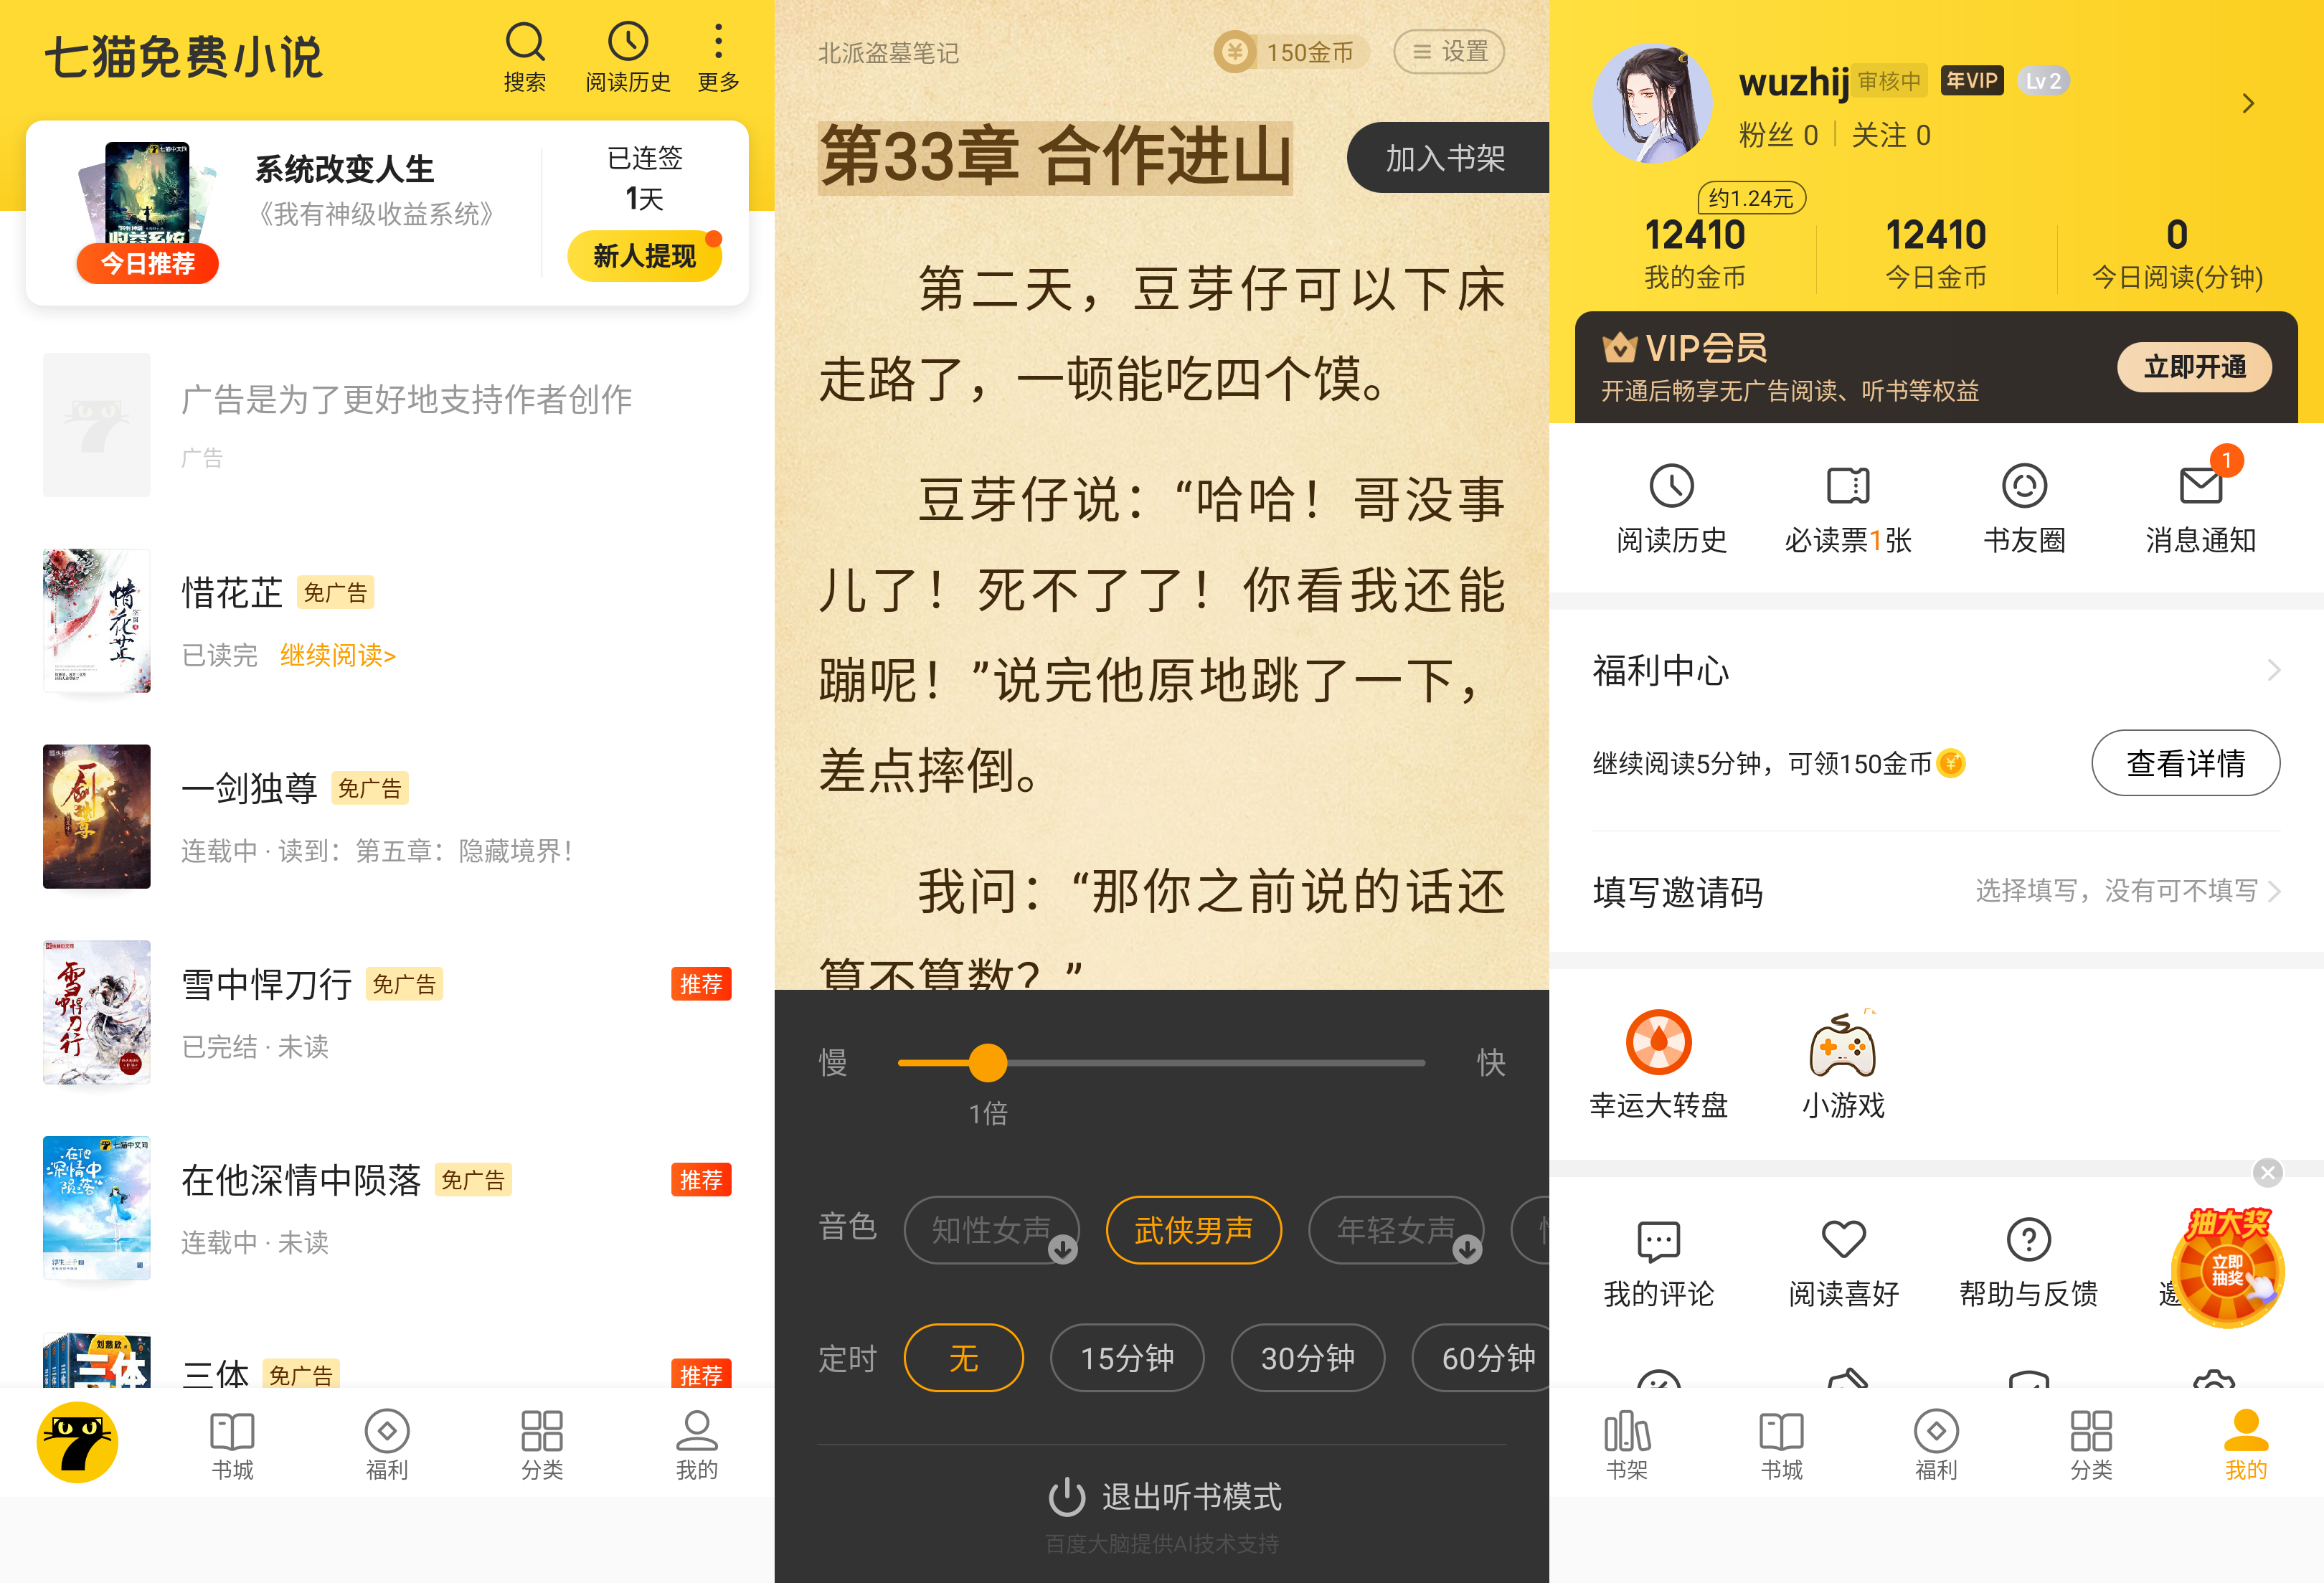 七猫免费小说
搜索
阅读历史
更多
系统改变人生
《我有神级收益系统》
今日推荐
已连签
1天
新人提现
广告是为了更好地支持作者创作
广告
惜花芷 免广告
已读完 继续阅读>
一剑独尊 免广告
连载中 · 读到：第五章：隐藏境界！
雪中悍刀行 免广告 推荐
已完结 · 未读
七猫中文网
在他深情中陨落 免广告 推荐
连载中 · 未读
刘慈欣
三体 免广告 推荐
书城
福利
分类
我的
北派盗墓笔记
150金币
设置
第33章 合作进山
加入书架
第二天，豆芽仔可以下床
走路了，一顿能吃四个馍。
豆芽仔说：“哈哈！哥没事
儿了！死不了了！你看我还能
蹦呢！”说完他原地跳了一下，
差点摔倒。
我问：“那你之前说的话还
算不算数？”
慢
快
1倍
音色 知性女声 武侠男声 年轻女声
定时 无 15分钟 30分钟 60分钟
退出听书模式
百度大脑提供AI技术支持
wuzhij 审核中 年VIP Lv 2
粉丝 0 关注 0
约1.24元
12410 12410 0
我的金币 今日金币 今日阅读(分钟)
VIP会员
开通后畅享无广告阅读、听书等权益
立即开通
1
阅读历史 必读票1张 书友圈 消息通知
福利中心
继续阅读5分钟，可领150金币
查看详情
填写邀请码 选择填写，没有可不填写
幸运大转盘 小游戏
抽大奖
立即
抽奖
我的评论 阅读喜好 帮助与反馈
书架 书城 福利 分类 我的